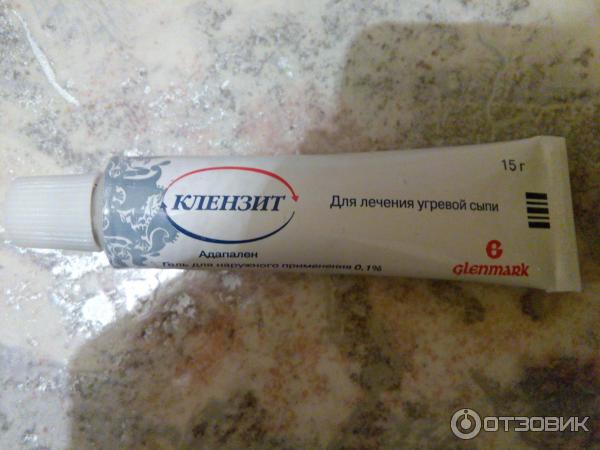 КЛЕНЗИТ
Адапален
Гель для наружного применения 0,1%
15 г
Для лечения угревой сыпи
G
Glenmark
ОТЗОВИК